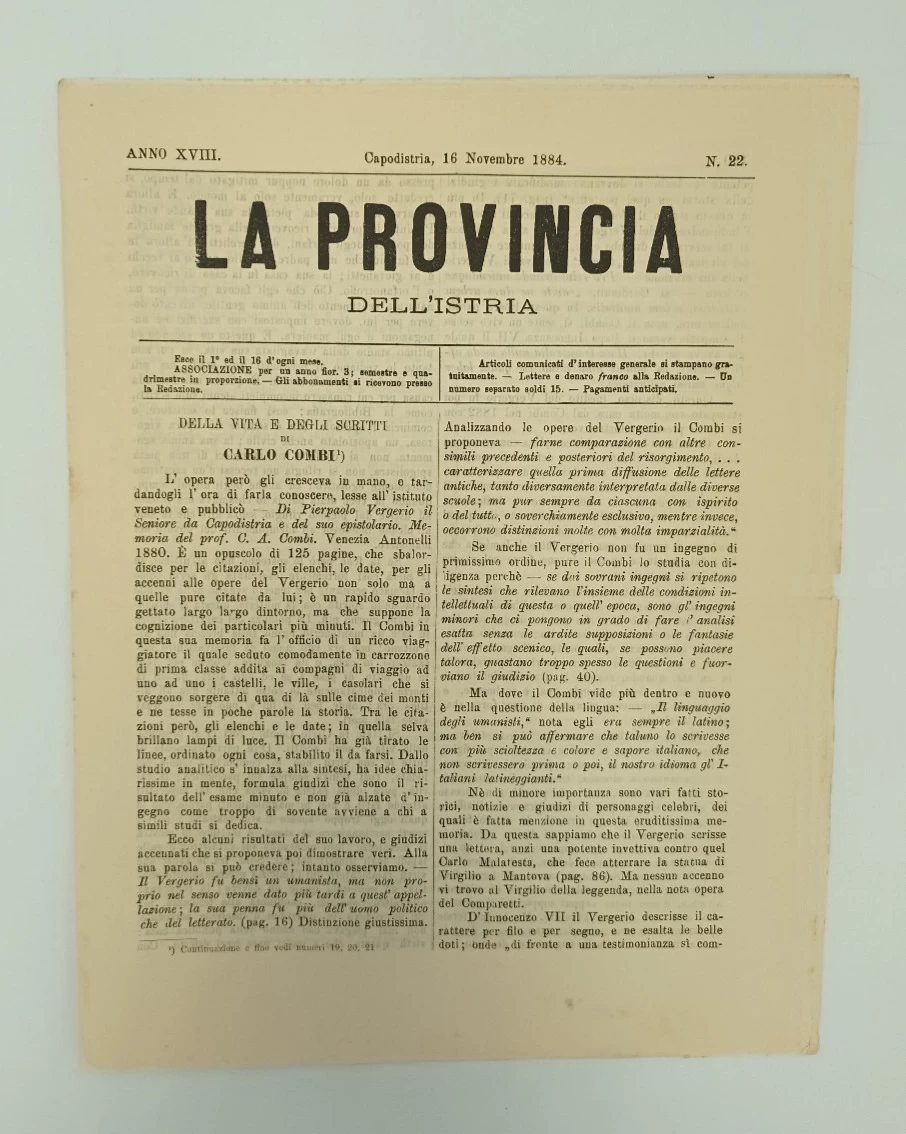 ANNO XVIII.
Capodistria, 16 Novembre 1884.
N. 22.
LA PROVINCIA
DELL'ISTRIA
Esce il 1° ed il 16 d'ogni mese.
ASSOCIAZIONE per un anno fior. 3; semestre e qua-
drimestre in proporzione. — Gli abbonamenti si ricevono presso
la Redazione.
Articoli comunicati d'interesse generale si stampano gra-
tuitamente. — Lettere e denaro franco alla Redazione. — Un
numero separato soldi 15. — Pagamenti anticipati.
DELLA VITA E DEGLI SCRITTI
DI
CARLO COMBI¹)
L' opera però gli cresceva in mano, e tar-
dandogli l' ora di farla conoscere, lesse all' istituto
veneto e pubblicò — Di Pierpaolo Vergerio il
Seniore da Capodistria e del suo epistolario. Me-
moria del prof. C. A. Combi. Venezia Antonelli
1880. È un opuscolo di 125 pagine, che sbalor-
disce per le citazioni, gli elenchi, le date, per gli
accenni alle opere del Vergerio non solo ma a
quelle pure citate da lui; è un rapido sguardo
gettato largo largo dintorno, ma che suppone la
cognizione dei particolari più minuti. Il Combi in
questa sua memoria fa l' officio di un ricco viag-
giatore il quale seduto comodamente in carrozzone
di prima classe addita ai compagni di viaggio ad
uno ad uno i castelli, le ville, i casolari che si
veggono sorgere di qua di là sulle cime dei monti
e ne tesse in poche parole la storia. Tra le cita-
zioni però, gli elenchi e le date; in quella selva
brillano lampi di luce. Il Combi ha già tirato le
linee, ordinato ogni cosa, stabilito il da farsi. Dallo
studio analitico s' innalza alla sintesi, ha idee chia-
rissime in mente, formula giudizi che sono il ri-
sultato dell' esame minuto e non già alzate d' in-
gegno come troppo di sovente avviene a chi a
simili studi si dedica.
Ecco alcuni risultati del suo lavoro, e giudizi
accennati che si proponeva poi dimostrare veri. Alla
sua parola si può credere; intanto osserviamo. —
Il Vergerio fu bensì un umanista, ma non pro-
prio nel senso venne dato più tardi a quest' appel-
lazione; la sua penna fu più dell' uomo politico
che del letterato. (pag. 16) Distinzione giustissima.
¹) Continuazione e fine vedi numeri 19, 20, 21
Analizzando le opere del Vergerio il Combi si
proponeva — farne comparazione con altre con-
simili precedenti e posteriori del risorgimento, . . .
caratterizzare quella prima diffusione delle lettere
antiche, tanto diversamente interpretata dalle diverse
scuole; ma pur sempre da ciascuna con ispirito
o del tutto, o soverchiamente esclusivo, mentre invece,
occorrono distinzioni molte con molta imparzialità.“
Se anche il Vergerio non fu un ingegno di
primissimo ordine, pure il Combi lo studia con di-
ligenza perchè — se dai sovrani ingegni si ripetono
le sintesi che rilevano l'insieme delle condizioni in-
tellettuali di questa o quell' epoca, sono gl' ingegni
minori che ci pongono in grado di fare l' analisi
esatta senza le ardite supposizioni o le fantasie
dell' effetto scenico, le quali, se possono piacere
talora, guastano troppo spesso le questioni e fuor-
viano il giudizio (pag. 40).
Ma dove il Combi vide più dentro e nuovo
è nella questione della lingua: — „Il linguaggio
degli umanisti,“ nota egli era sempre il latino;
ma ben si può affermare che taluno lo scrivesse
con più scioltezza e colore e sapore italiano, che
non scrivessero prima o poi, il nostro idioma gl' I-
taliani latineggianti.“
Nè di minore importanza sono vari fatti sto-
rici, notizie e giudizi di personaggi celebri, dei
quali è fatta menzione in questa eruditissima me-
moria. Da questa sappiamo che il Vergerio scrisse
una lettera, anzi una potente invettiva contro quel
Carlo Malatesta, che fece atterrare la statua di
Virgilio a Mantova (pag. 86). Ma nessun accenno
vi trovo al Virgilio della leggenda, nella nota opera
del Comparetti.
D' Innocenzo VII il Vergerio descrisse il ca-
rattere per filo e per segno, e ne esalta le belle
doti; onde „di fronte a una testimonianza sì com-